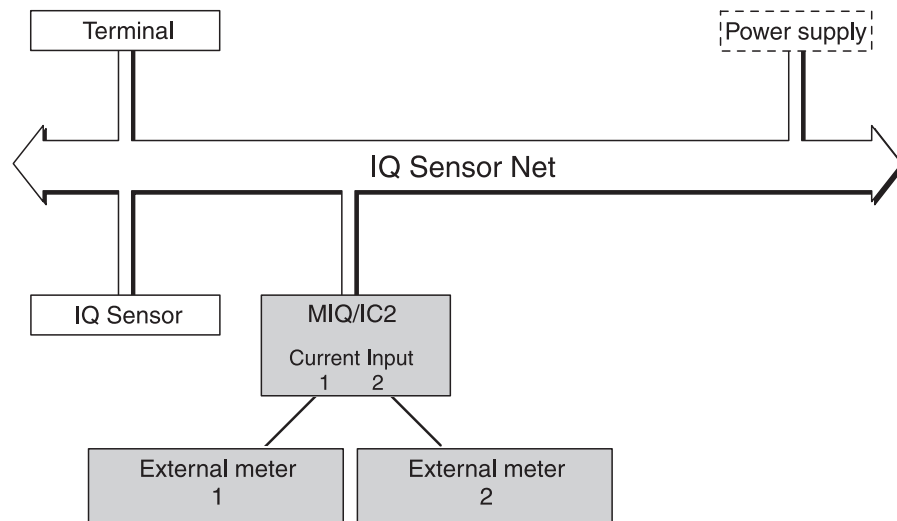 Terminal
Power supply
IQ Sensor Net
IQ Sensor
MIQ/IC2
Current Input
1 2
External meter
1
External meter
2